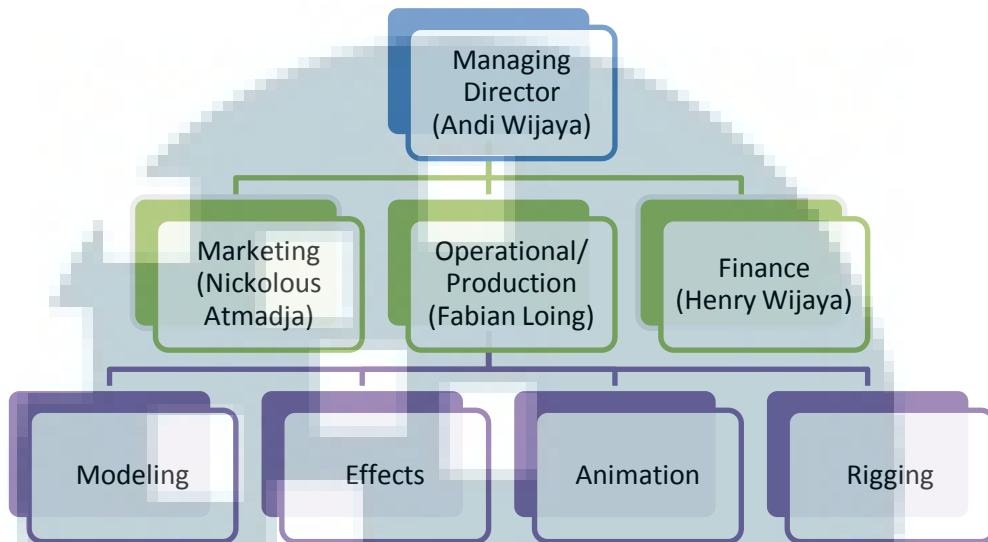 Managing
Director
(Andi Wijaya)
Marketing
(Nickolous
Atmadja)
Operational/
Production
(Fabian Loing)
Finance
(Henry Wijaya)
Modeling
Effects
Animation
Rigging